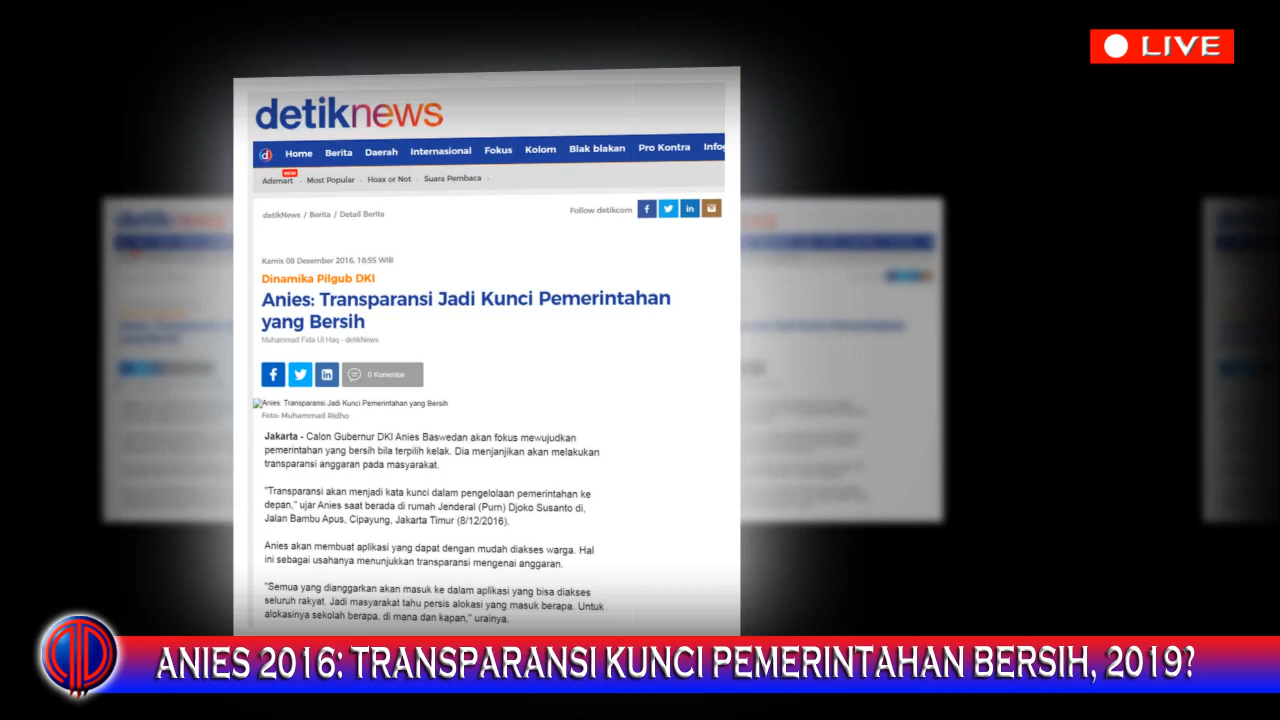 LIVE
detiknews
Home Berita Daerah Internasional Fokus Kolom Blak blakan Pro Kontra Infog
NEW
Adsmart Most Popular Hoax or Not Suara Pembaca
detikNews / Berita / Detail Berita
Follow detikcom
Kamis 08 Desember 2016, 18:55 WIB
Dinamika Pilgub DKI
Anies: Transparansi Jadi Kunci Pemerintahan
yang Bersih
Muhammad Fida Ul Haq - detikNews
0 Komentar
Anies: Transparansi Jadi Kunci Pemerintahan yang Bersih
Foto: Muhammad Ridho
Jakarta - Calon Gubernur DKI Anies Baswedan akan fokus mewujudkan
pemerintahan yang bersih bila terpilih kelak. Dia menjanjikan akan melakukan
transparansi anggaran pada masyarakat.
"Transparansi akan menjadi kata kunci dalam pengelolaan pemerintahan ke
depan," ujar Anies saat berada di rumah Jenderal (Purn) Djoko Susanto di,
Jalan Bambu Apus, Cipayung, Jakarta Timur (8/12/2016).
Anies akan membuat aplikasi yang dapat dengan mudah diakses warga. Hal
ini sebagai usahanya menunjukkan transparansi mengenai anggaran.
"Semua yang dianggarkan akan masuk ke dalam aplikasi yang bisa diakses
seluruh rakyat. Jadi masyarakat tahu persis alokasi yang masuk berapa. Untuk
alokasinya sekolah berapa, di mana dan kapan," urainya.
ANIES 2016: TRANSPARANSI KUNCI PEMERINTAHAN BERSIH, 2019?